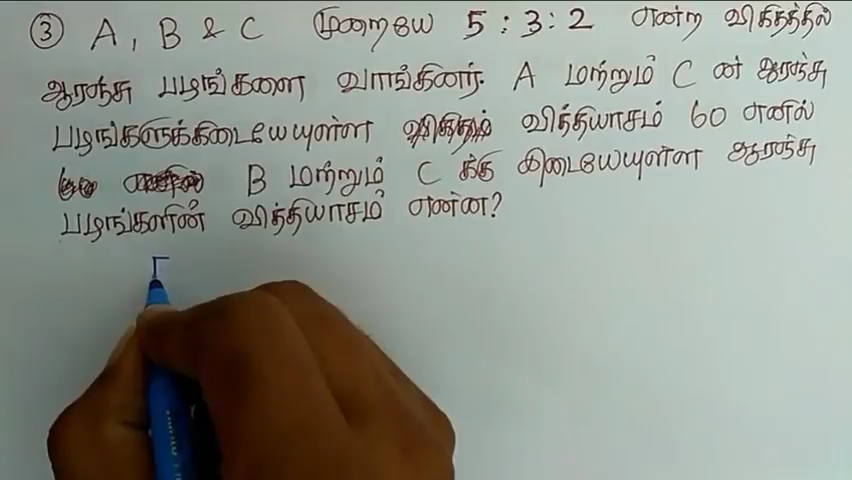 ③ A, B & C முறையே 5 : 3 : 2 என்ற விகிதத்தில்
ஆரஞ்சு பழங்களை வாங்கினர். A மற்றும் C ன் ஆரஞ்சு
பழங்களுக்கிடையேயுள்ள வித்தியாசம் 60 எனில்
B மற்றும் C க்கு இடையேயுள்ள ஆரஞ்சு
பழங்களின் வித்தியாசம் என்ன?